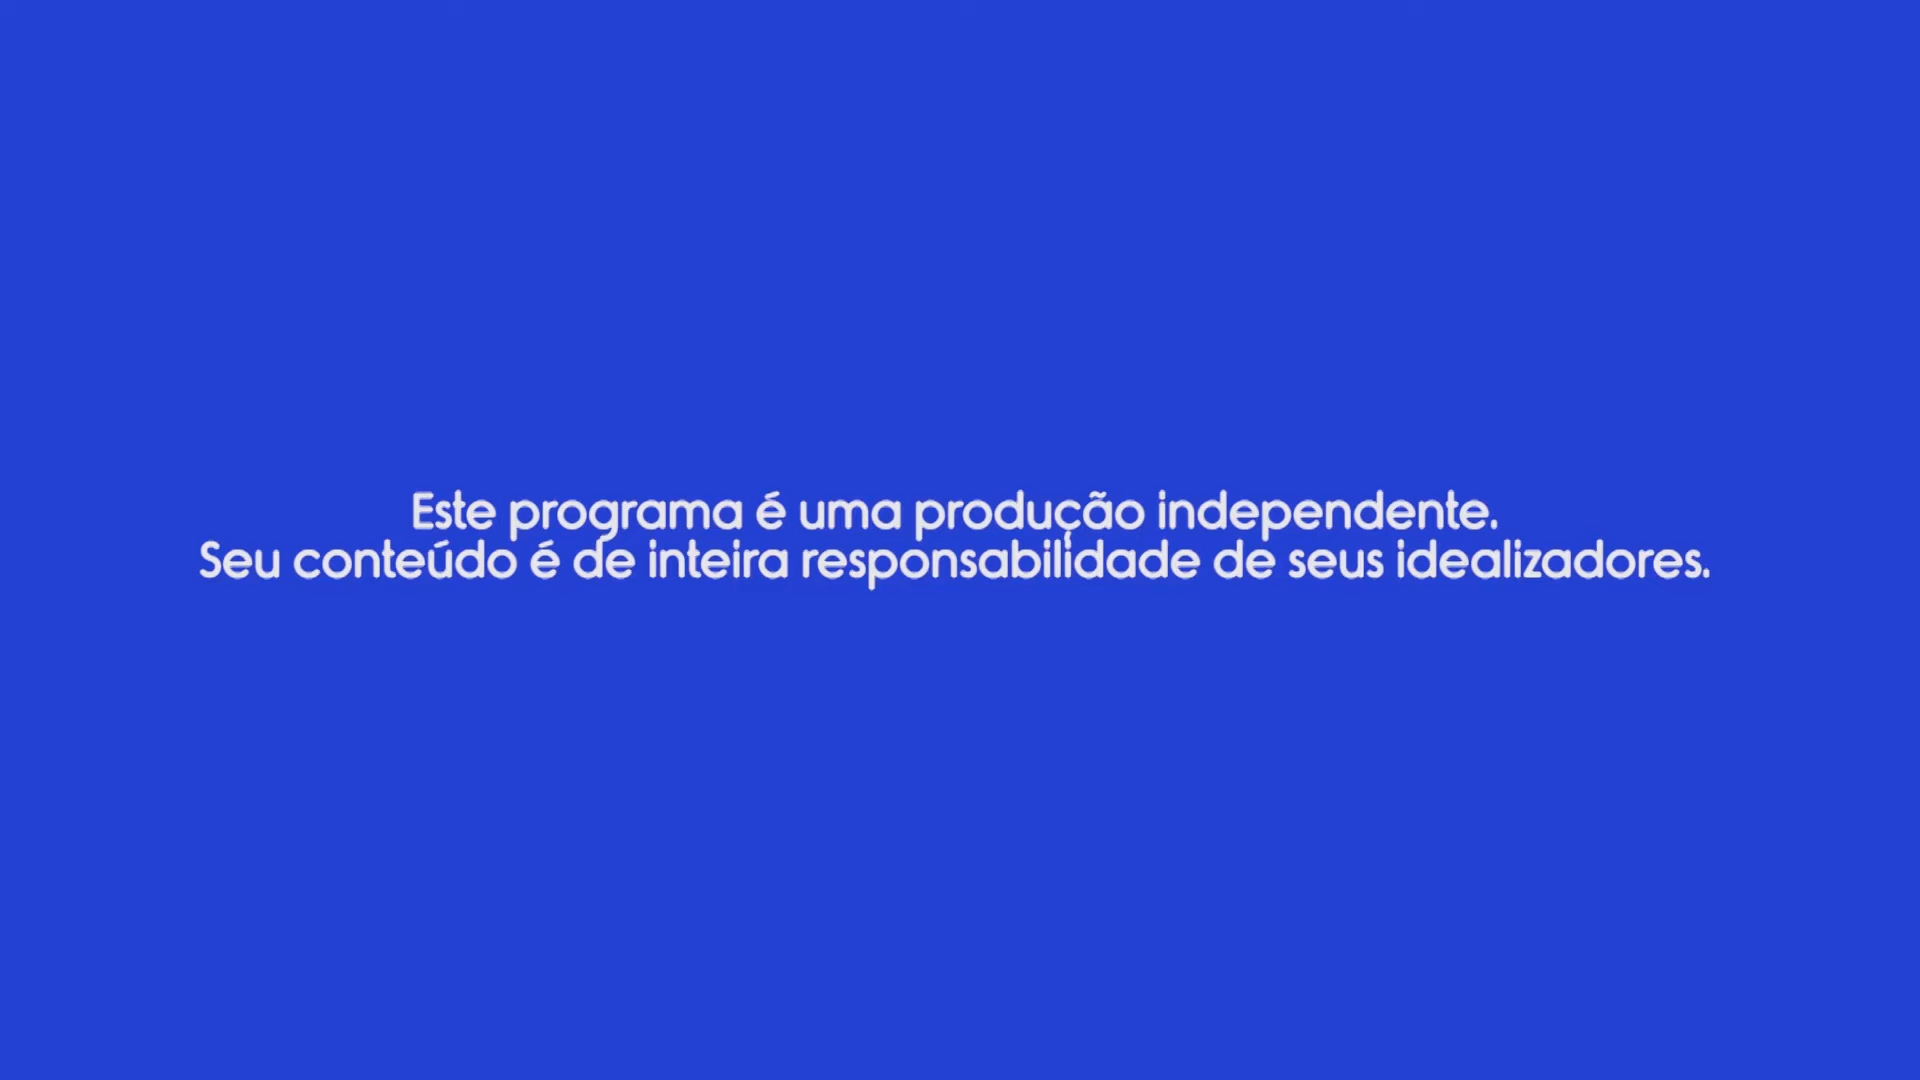 Este programa é uma produção independente.
Seu conteúdo é de inteira responsabilidade de seus idealizadores.